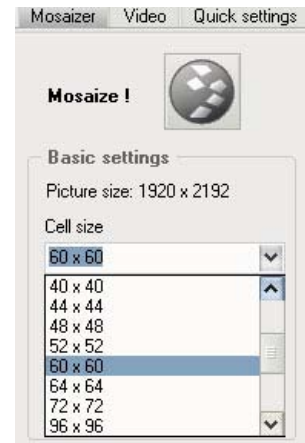 Mosaizer Video Quick settings
Mosaize !
Basic settings
Picture size: 1920 x 2192
Cell size
60 x 60
40 x 40
44 x 44
48 x 48
52 x 52
60 x 60
64 x 64
72 x 72
96 x 96